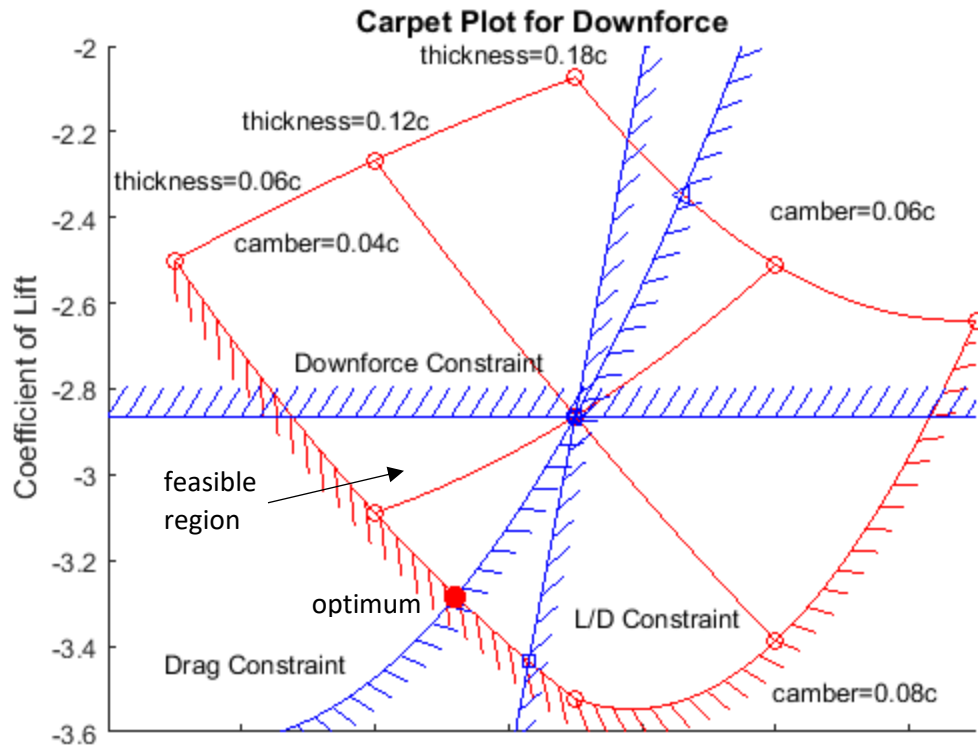 Carpet Plot for Downforce
-2
thickness=0.18c
-2.2
thickness=0.12c
thickness=0.06c
camber=0.06c
-2.4
camber=0.04c
Coefficient of Lift
-2.6
Downforce Constraint
-2.8
-3
feasible
region
-3.2
optimum
L/D Constraint
-3.4
Drag Constraint
camber=0.08c
-3.6